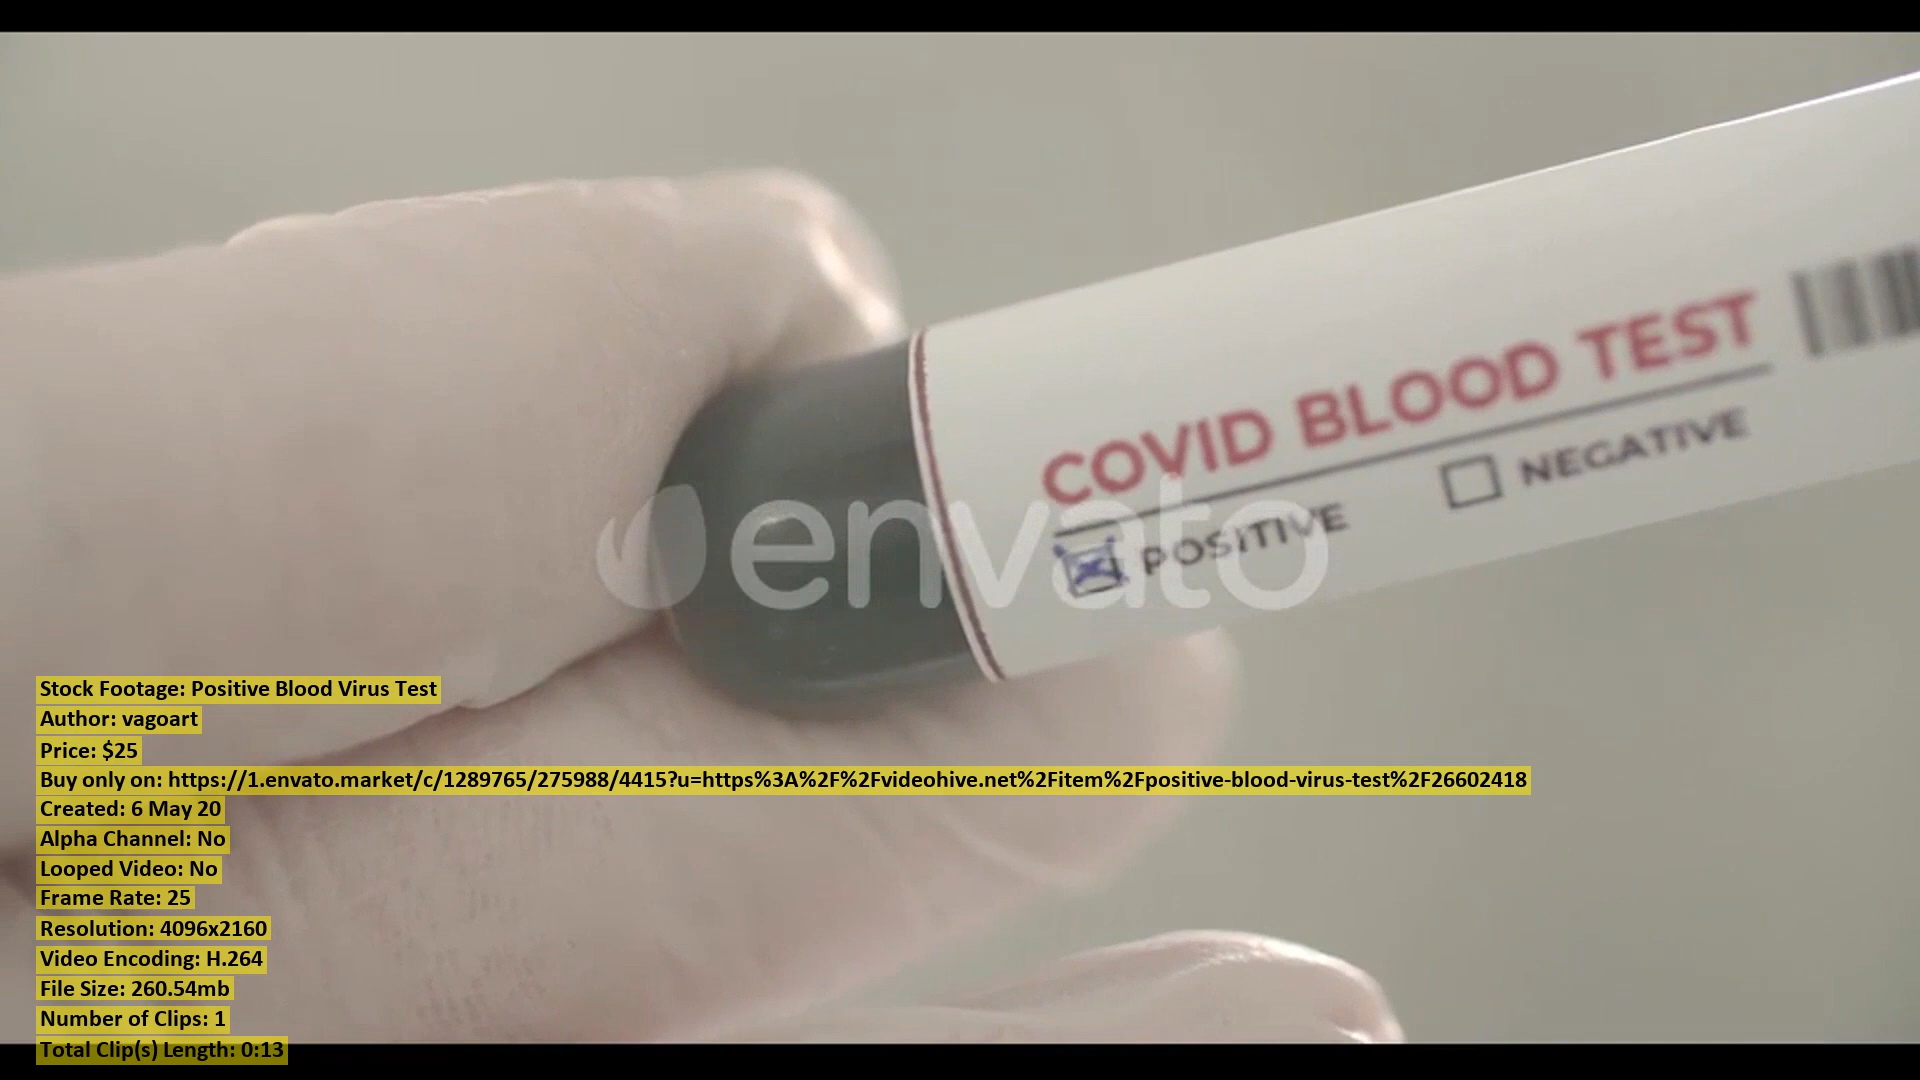 COVID BLOOD TEST
POSITIVE NEGATIVE
envato
Stock Footage: Positive Blood Virus Test
Author: vagoart
Price: $25
Buy only on: https://1.envato.market/c/1289765/275988/4415?u=https%3A%2F%2Fvideohive.net%2Fitem%2Fpositive-blood-virus-test%2F26602418
Created: 6 May 20
Alpha Channel: No
Looped Video: No
Frame Rate: 25
Resolution: 4096x2160
Video Encoding: H.264
File Size: 260.54mb
Number of Clips: 1
Total Clip(s) Length: 0:13